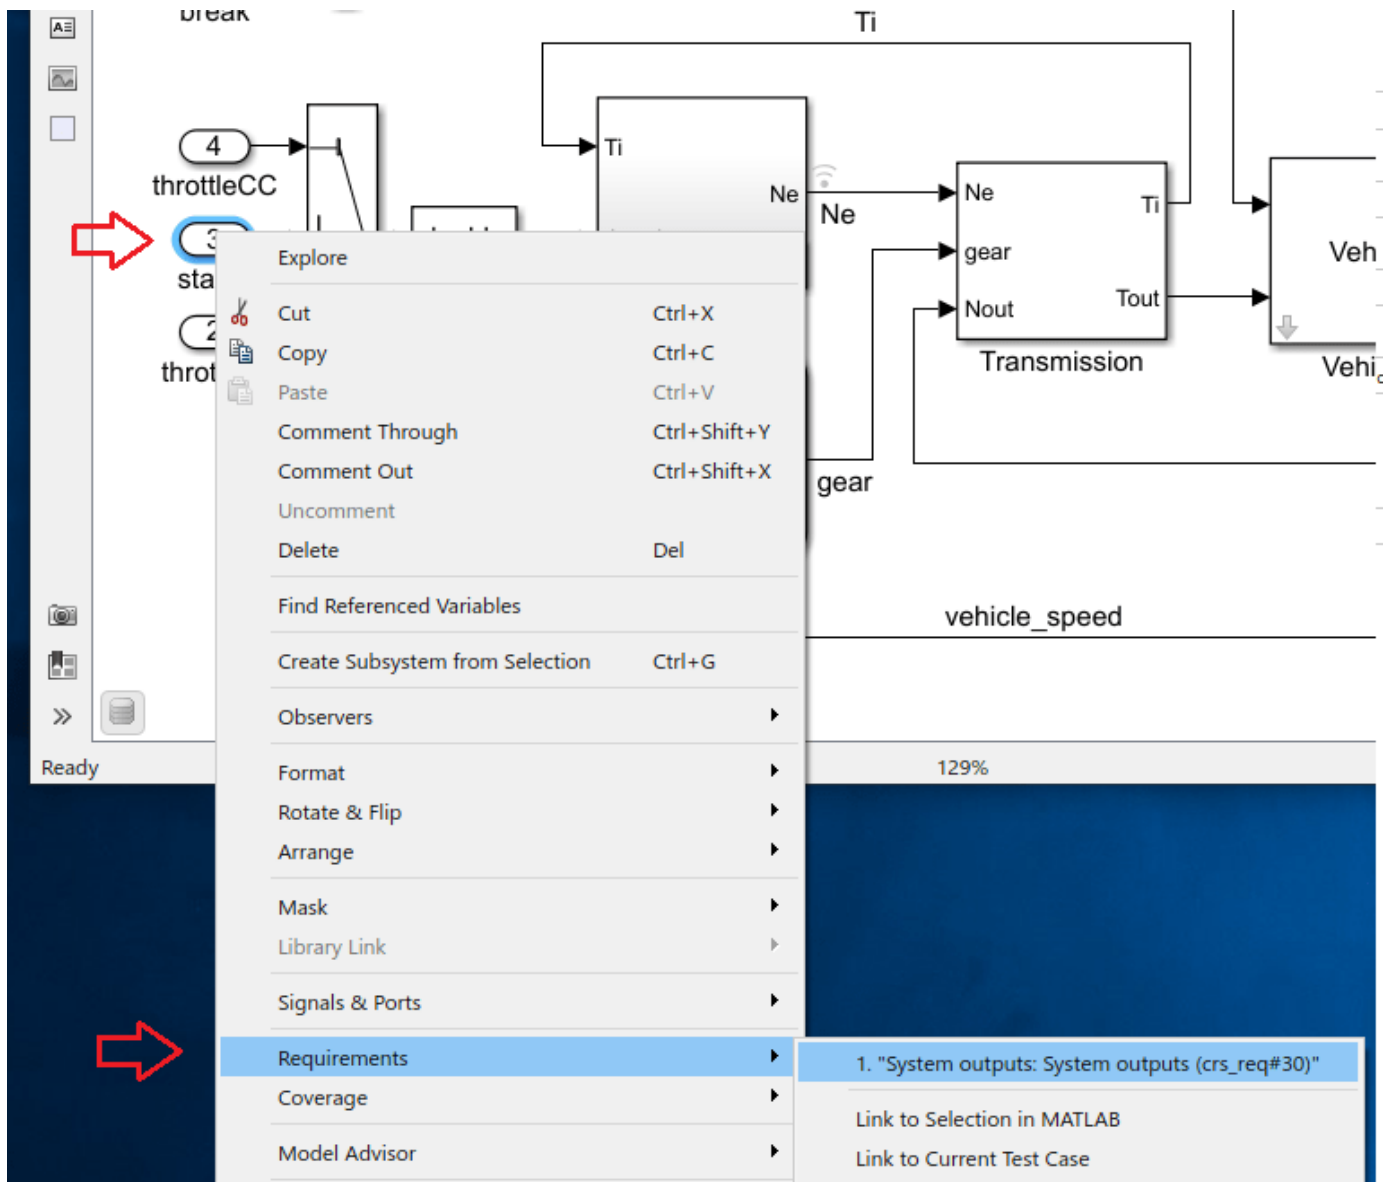 break
Ti
4
throttleCC
Ti
Ne
Ne
Ne
gear
Nout
Ti
Tout
Transmission
Veh
Vehi
3
sta
2
throt
Explore
Cut Ctrl+X
Copy Ctrl+C
Paste Ctrl+V
Comment Through Ctrl+Shift+Y
Comment Out Ctrl+Shift+X
Uncomment
Delete Del
gear
Find Referenced Variables
vehicle_speed
Create Subsystem from Selection Ctrl+G
Observers
Ready
129%
Format
Rotate & Flip
Arrange
Mask
Library Link
Signals & Ports
Requirements
1. "System outputs: System outputs (crs_req#30)"
Coverage
Link to Selection in MATLAB
Model Advisor
Link to Current Test Case